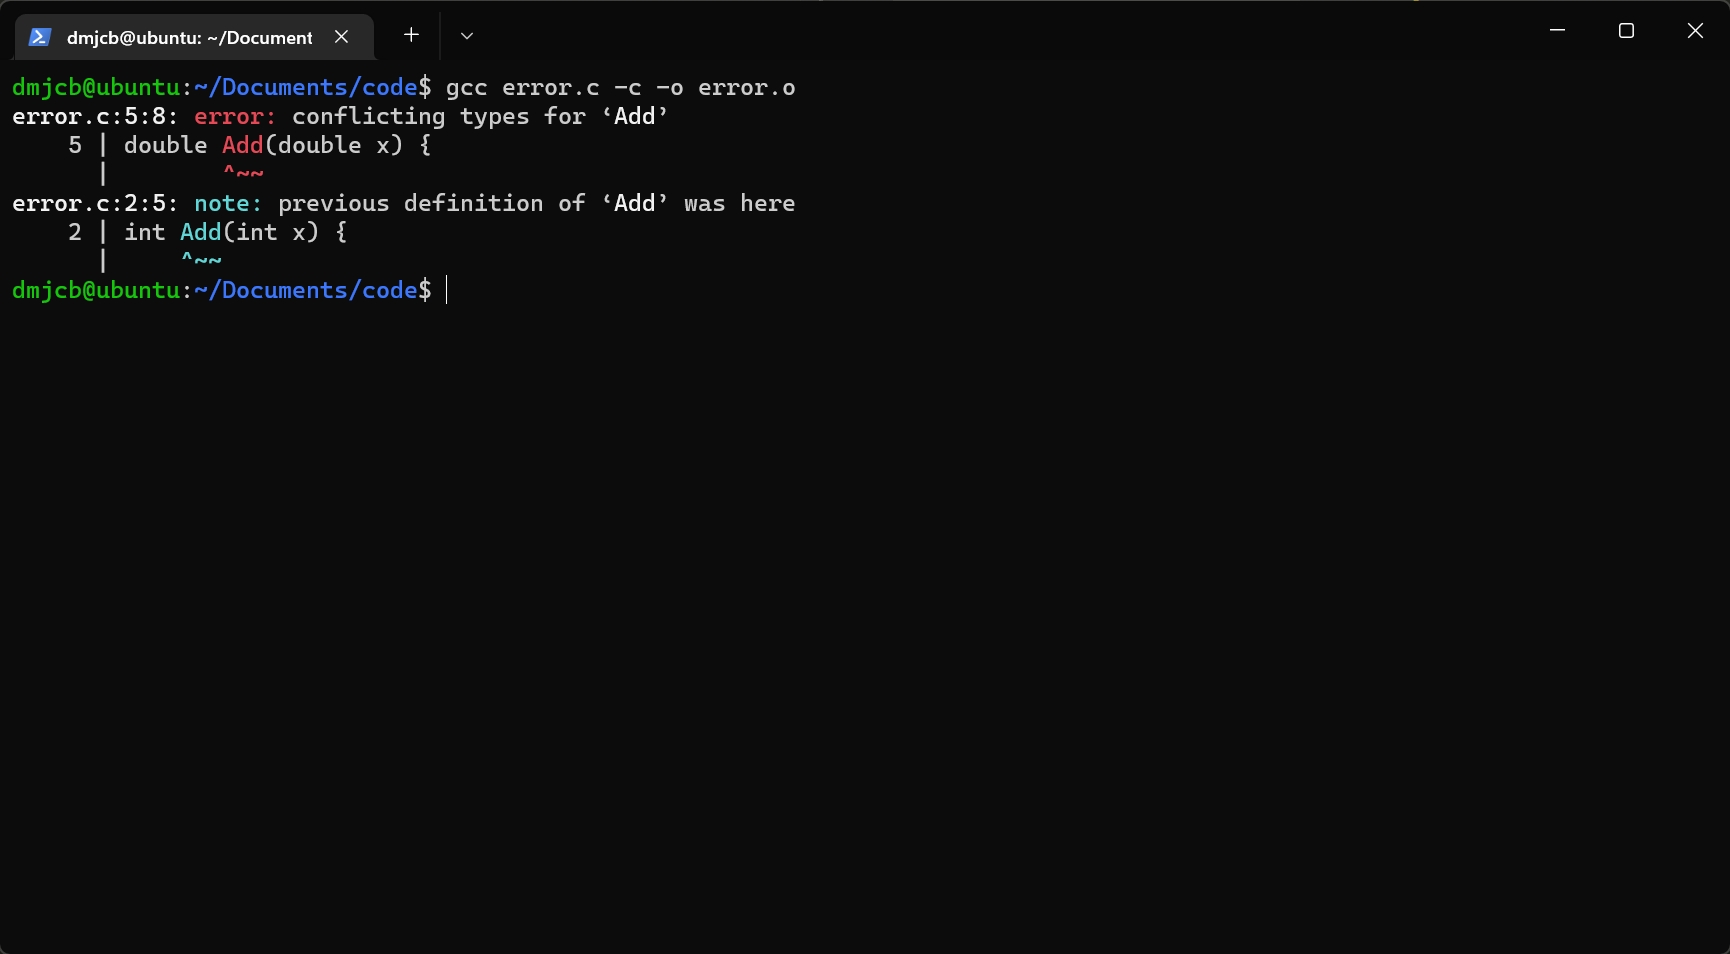 dmjcb@ubuntu: ~/Document
dmjcb@ubuntu:~/Documents/code$ gcc error.c -c -o error.o
error.c:5:8: error: conflicting types for ‘Add’
    5 | double Add(double x) {
      |        ^~~
error.c:2:5: note: previous definition of ‘Add’ was here
    2 | int Add(int x) {
      |     ^~~
dmjcb@ubuntu:~/Documents/code$